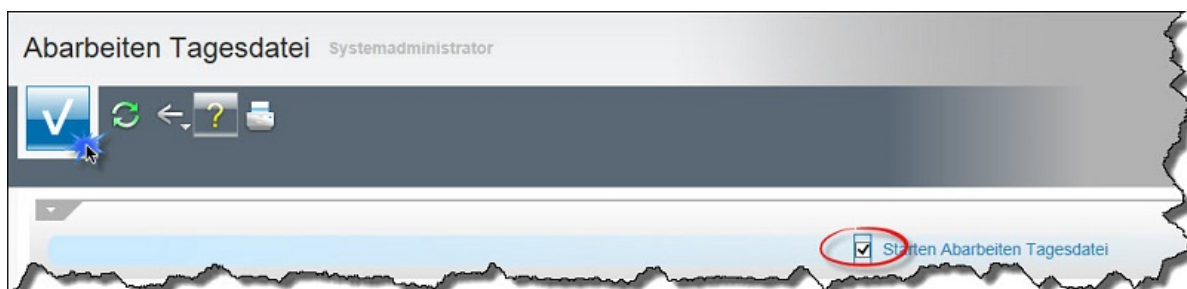 Abarbeiten Tagesdatei Systemadministrator
?
Starten Abarbeiten Tagesdatei